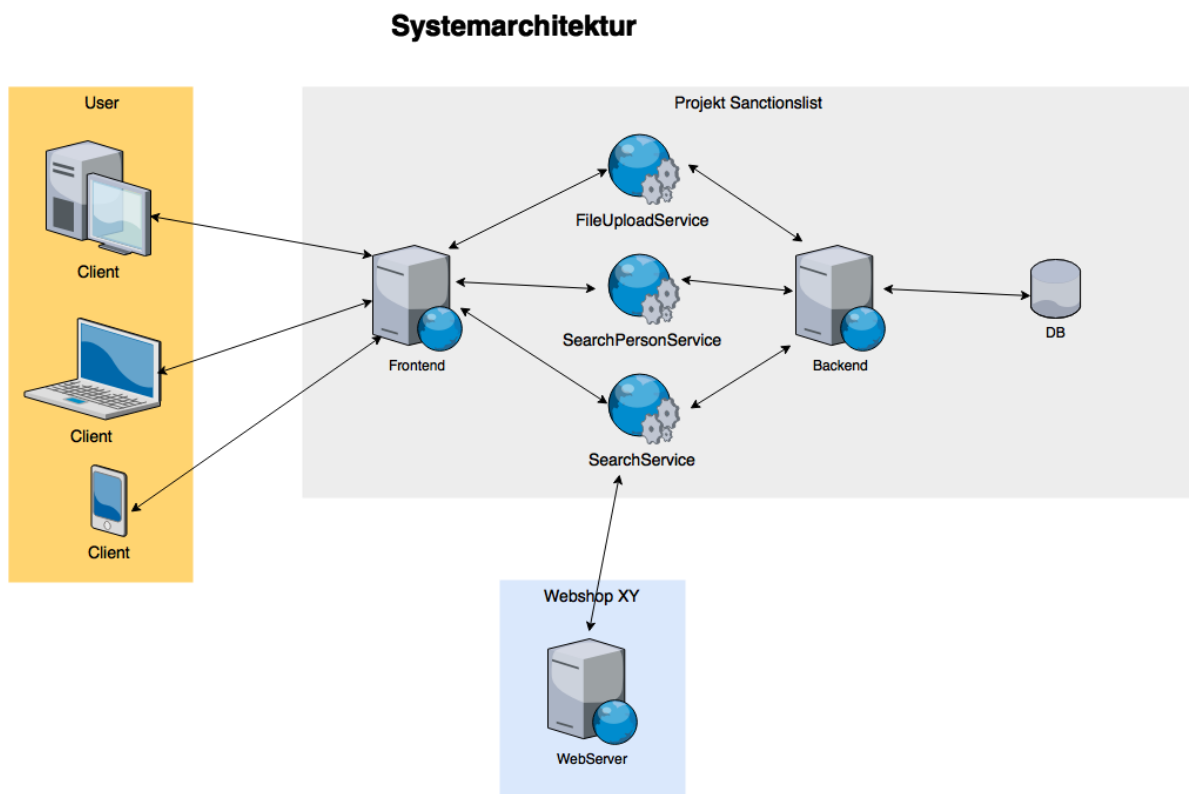 Systemarchitektur
User
Projekt Sanctionslist
Client
Client
Client
Frontend
FileUploadService
SearchPersonService
SearchService
Backend
DB
Webshop XY
WebServer